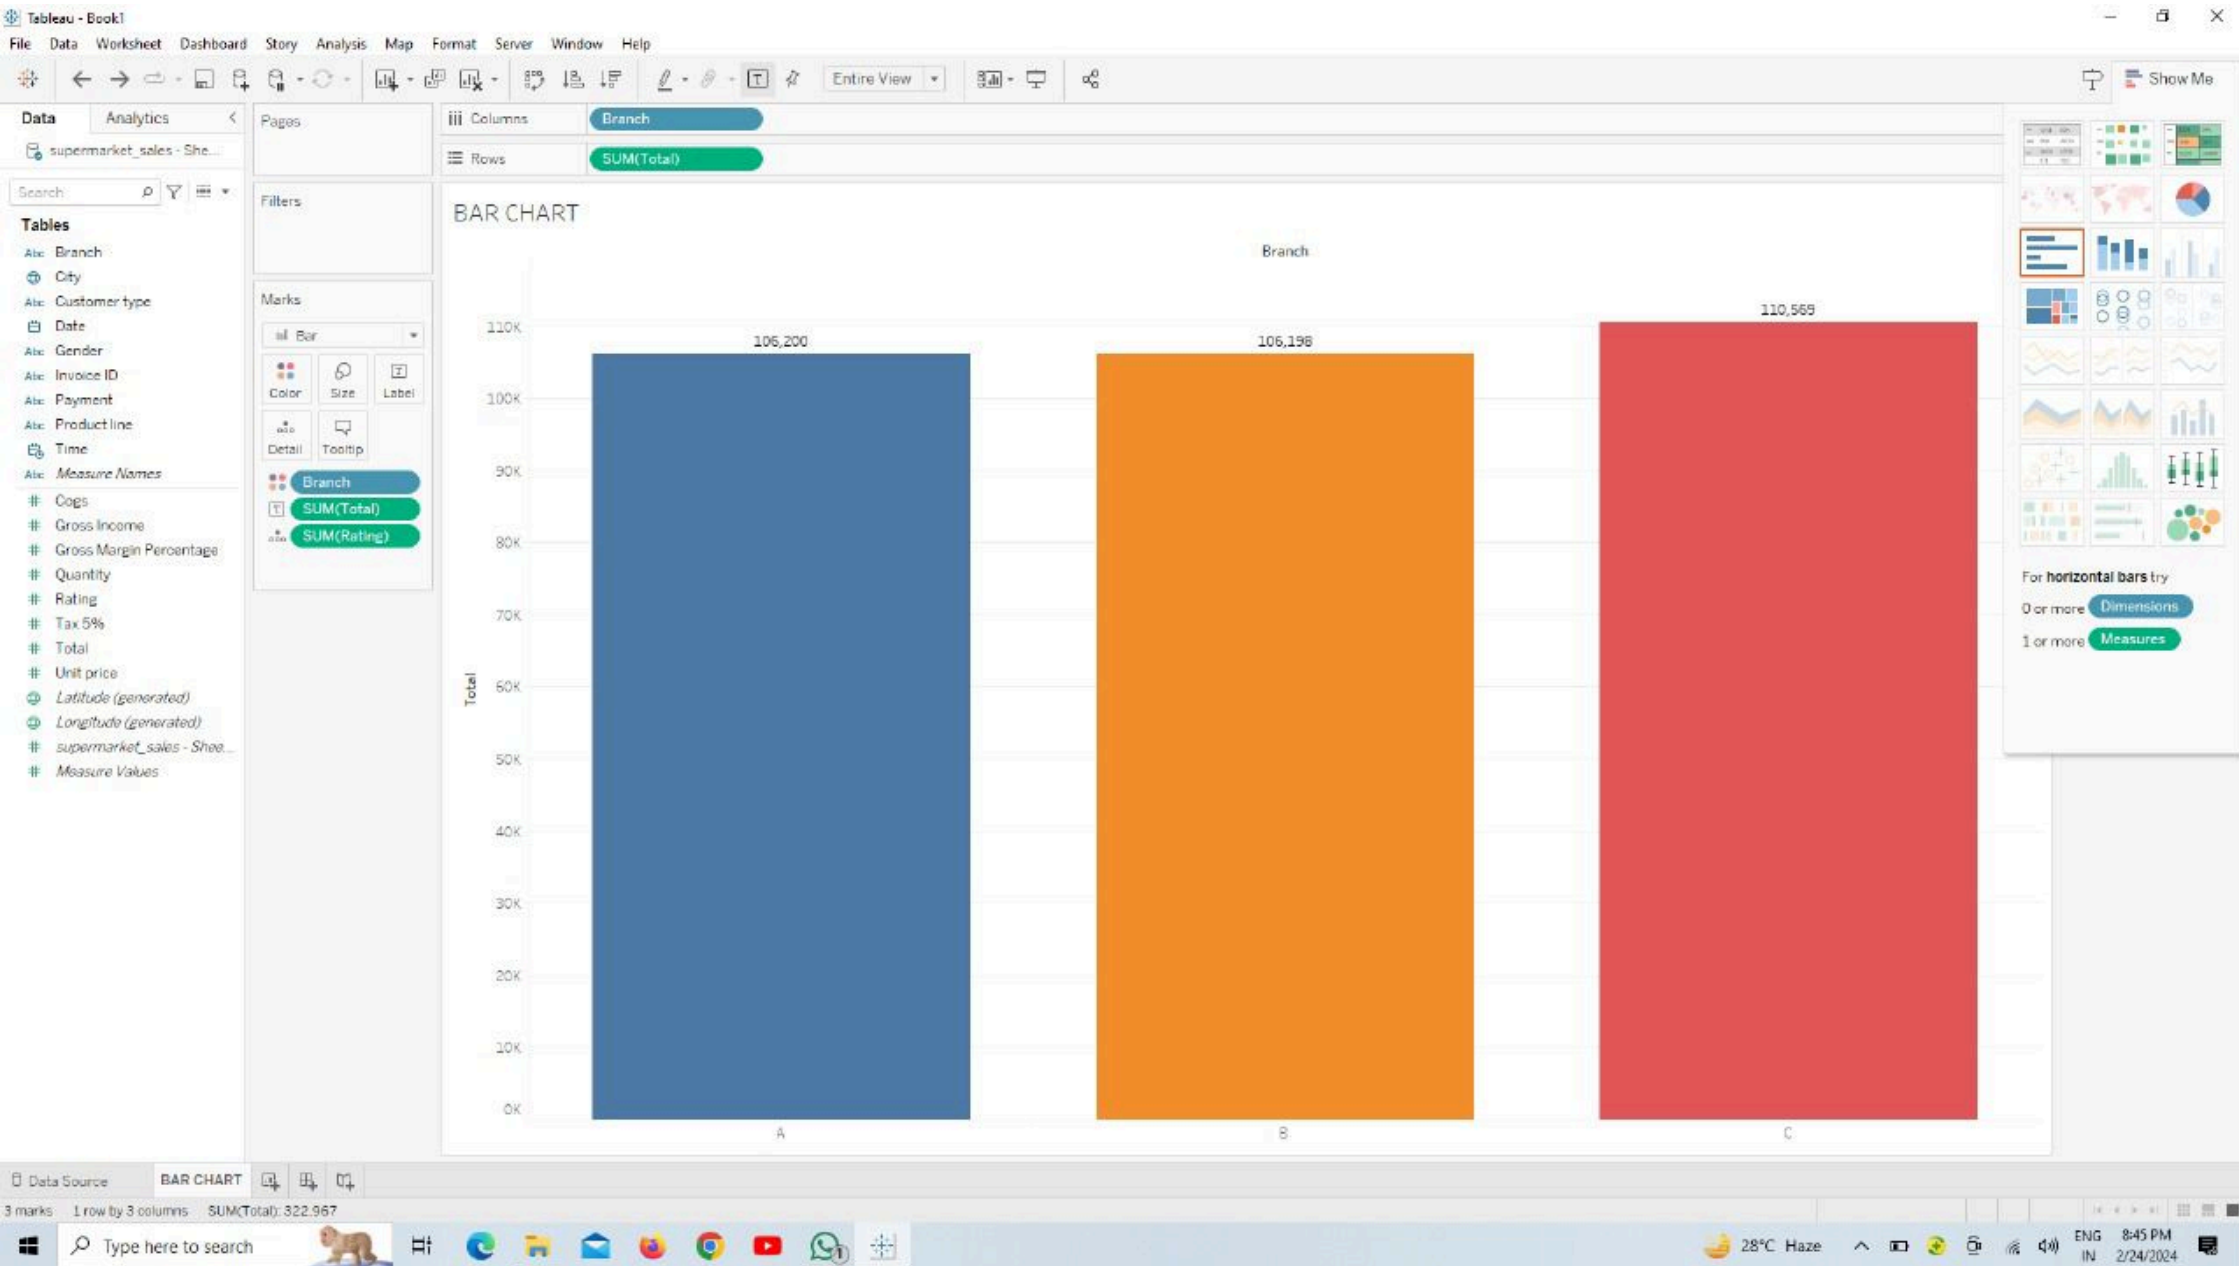 Tableau - Book1
File Data Worksheet Dashboard Story Analysis Map Format Server Window Help
Entire View
Show Me
Data Analytics
supermarket_sales - She...
Search
Tables
Abc Branch
City
Abc Customer type
Date
Abc Gender
Abc Invoice ID
Abc Payment
Abc Product line
Time
Abc Measure Names
# Cogs
# Gross Income
# Gross Margin Percentage
# Quantity
# Rating
# Tax 5%
# Total
# Unit price
Latitude (generated)
Longitude (generated)
# supermarket_sales - Shee...
# Measure Values
Pages
Filters
Marks
Bar
Color Size Label
Detail Tooltip
Branch
SUM(Total)
SUM(Rating)
Columns Branch
Rows SUM(Total)
BAR CHART
Branch
106,200 106,198 110,569
Total
110K
100K
90K
80K
70K
60K
50K
40K
30K
20K
10K
0K
A B C
For horizontal bars try
0 or more Dimensions
1 or more Measures
Data Source BAR CHART
3 marks 1 row by 3 columns SUM(Total): 322,967
Type here to search
28°C Haze
ENG
IN
8:45 PM
2/24/2024